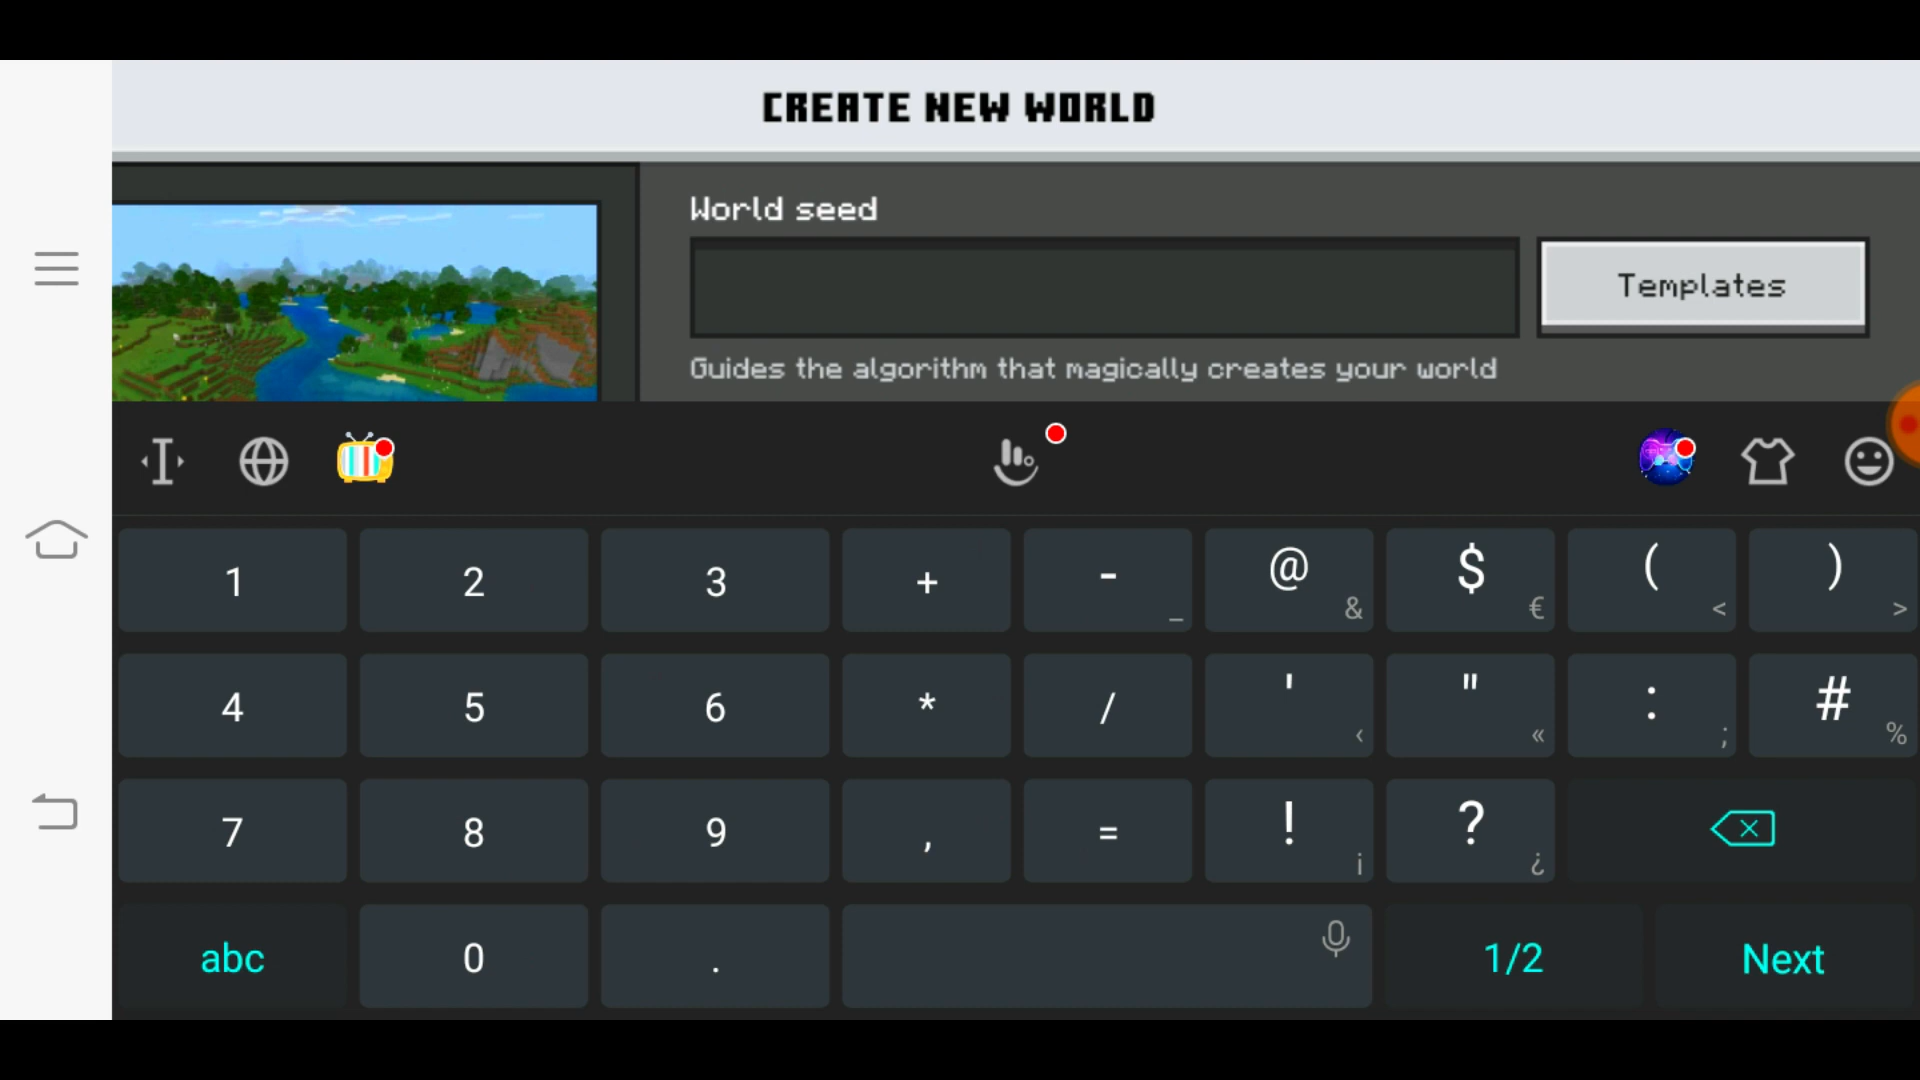 CREATE NEW WORLD
World seed
Templates
Guides the algorithm that magically creates your world
1 2 3 + - _ @ & $ € ( < ) >
4 5 6 * / ' ‹ " « : ; # %
7 8 9 , = ! ¡ ? ¿
abc 0 . 1/2 Next